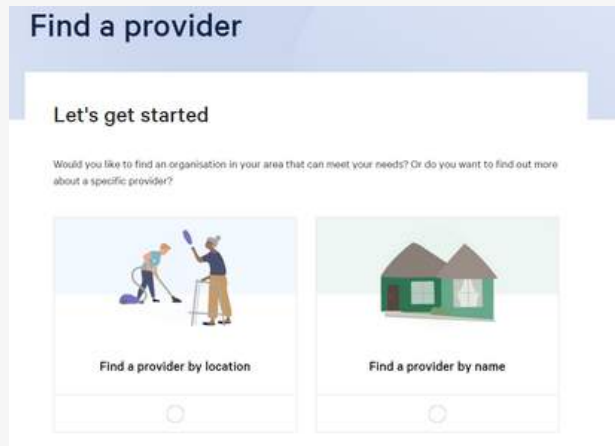 Find a provider
Let's get started
Would you like to find an organisation in your area that can meet your needs? Or do you want to find out more
about a specific provider?
Find a provider by location
Find a provider by name